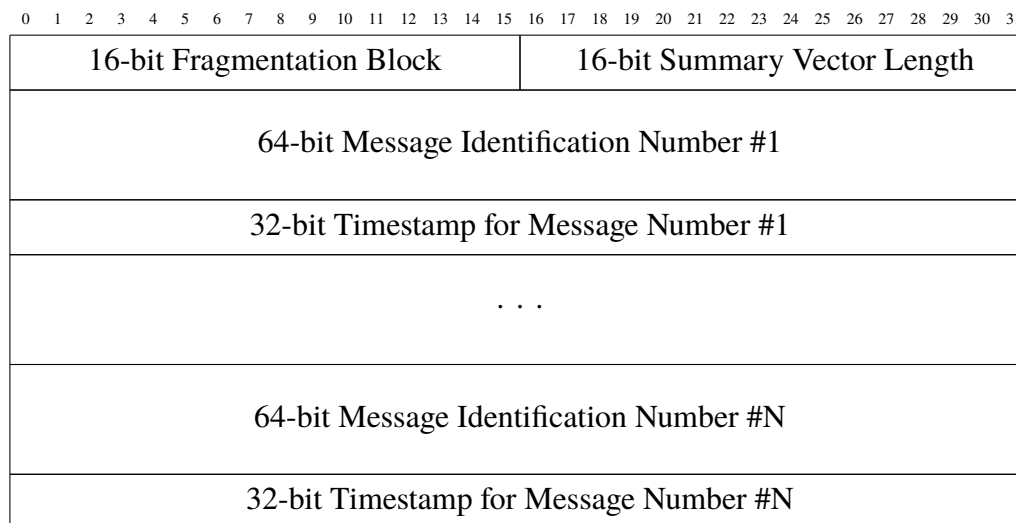 0 1 2 3 4 5 6 7 8 9 10 11 12 13 14 15 16 17 18 19 20 21 22 23 24 25 26 27 28 29 30 3
16-bit Fragmentation Block 16-bit Summary Vector Length
64-bit Message Identification Number #1
32-bit Timestamp for Message Number #1
. . .
64-bit Message Identification Number #N
32-bit Timestamp for Message Number #N